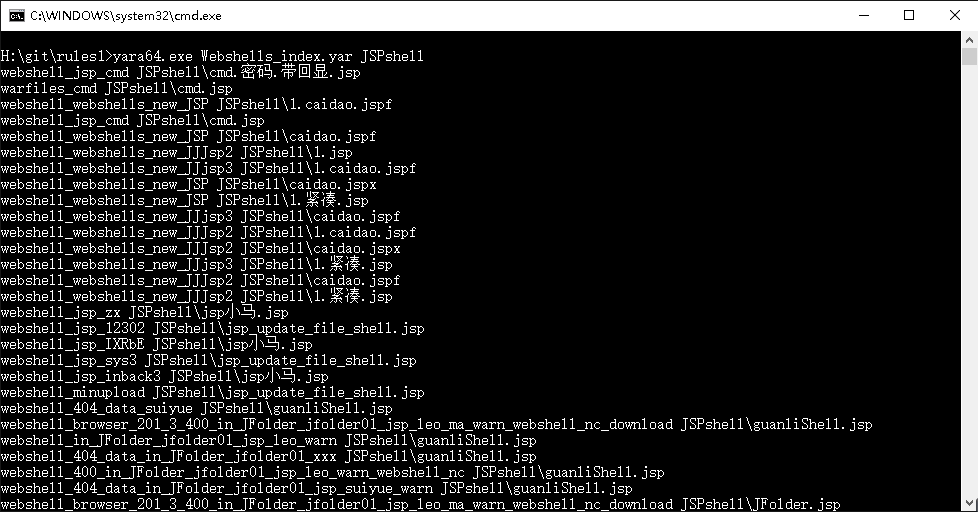 C:\WINDOWS\system32\cmd.exe
H:\git\rules1>yara64.exe Webshells_index.yar JSPshell
webshell_jsp_cmd JSPshell\cmd.密码.带回显.jsp
warfiles_cmd JSPshell\cmd.jsp
webshell_webshells_new_JSP JSPshell\1.caidao.jspf
webshell_jsp_cmd JSPshell\cmd.jsp
webshell_webshells_new_JSP JSPshell\caidao.jspf
webshell_webshells_new_JJJsp2 JSPshell\1.jsp
webshell_webshells_new_JJjsp3 JSPshell\1.caidao.jspf
webshell_webshells_new_JSP JSPshell\caidao.jspx
webshell_webshells_new_JSP JSPshell\1.紧凑.jsp
webshell_webshells_new_JJjsp3 JSPshell\caidao.jspf
webshell_webshells_new_JJJsp2 JSPshell\1.caidao.jspf
webshell_webshells_new_JJJsp2 JSPshell\caidao.jspx
webshell_webshells_new_JJjsp3 JSPshell\1.紧凑.jsp
webshell_webshells_new_JJJsp2 JSPshell\caidao.jspf
webshell_webshells_new_JJJsp2 JSPshell\1.紧凑.jsp
webshell_jsp_zx JSPshell\jsp小马.jsp
webshell_jsp_12302 JSPshell\jsp_update_file_shell.jsp
webshell_jsp_IXRbE JSPshell\jsp小马.jsp
webshell_jsp_sys3 JSPshell\jsp_update_file_shell.jsp
webshell_jsp_inback3 JSPshell\jsp小马.jsp
webshell_minupload JSPshell\jsp_update_file_shell.jsp
webshell_404_data_suiyue JSPshell\guanliShell.jsp
webshell_browser_201_3_400_in_JFolder_jfolder01_jsp_leo_ma_warn_webshell_nc_download JSPshell\guanliShell.jsp
webshell_in_JFolder_jfolder01_jsp_leo_warn JSPshell\guanliShell.jsp
webshell_404_data_in_JFolder_jfolder01_xxx JSPshell\guanliShell.jsp
webshell_400_in_JFolder_jfolder01_jsp_leo_warn_webshell_nc JSPshell\guanliShell.jsp
webshell_404_data_in_JFolder_jfolder01_jsp_suiyue_warn JSPshell\guanliShell.jsp
webshell_browser_201_3_400_in_JFolder_jfolder01_jsp_leo_ma_warn_webshell_nc_download JSPshell\JFolder.jsp